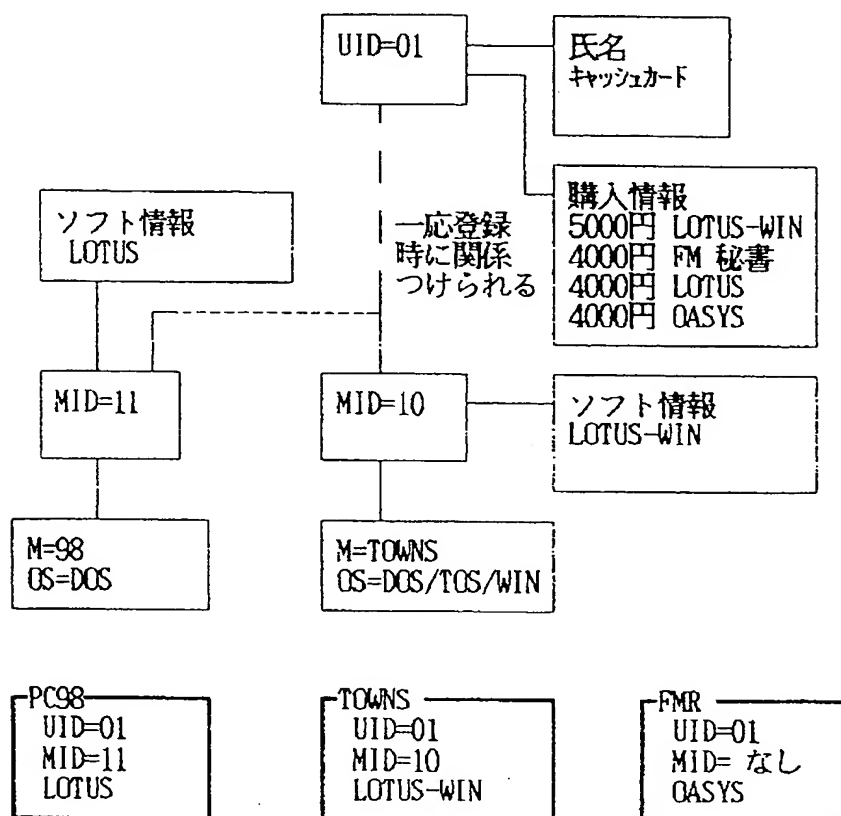 UID=01
氏名
キャッシュカード
購入情報
5000円 LOTUS-WIN
4000円 FM 秘書
4000円 LOTUS
4000円 OASYS
ソフト情報
LOTUS
一応登録
時に関係
つけられる
MID=11
MID=10
ソフト情報
LOTUS-WIN
M=98
OS=DOS
M=TOWNS
OS=DOS/TOS/WIN
PC98
UID=01
MID=11
LOTUS
TOWNS
UID=01
MID=10
LOTUS-WIN
FMR
UID=01
MID= なし
OASYS